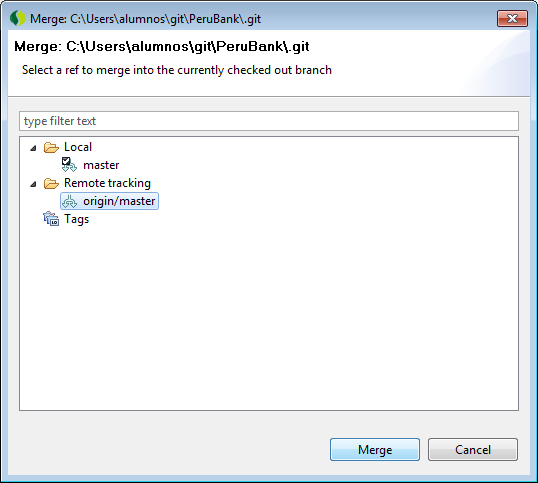 Merge: C:\Users\alumnos\git\PeruBank\.git
Merge: C:\Users\alumnos\git\PeruBank\.git
Select a ref to merge into the currently checked out branch
type filter text
Local
master
Remote tracking
origin/master
Tags
Merge
Cancel